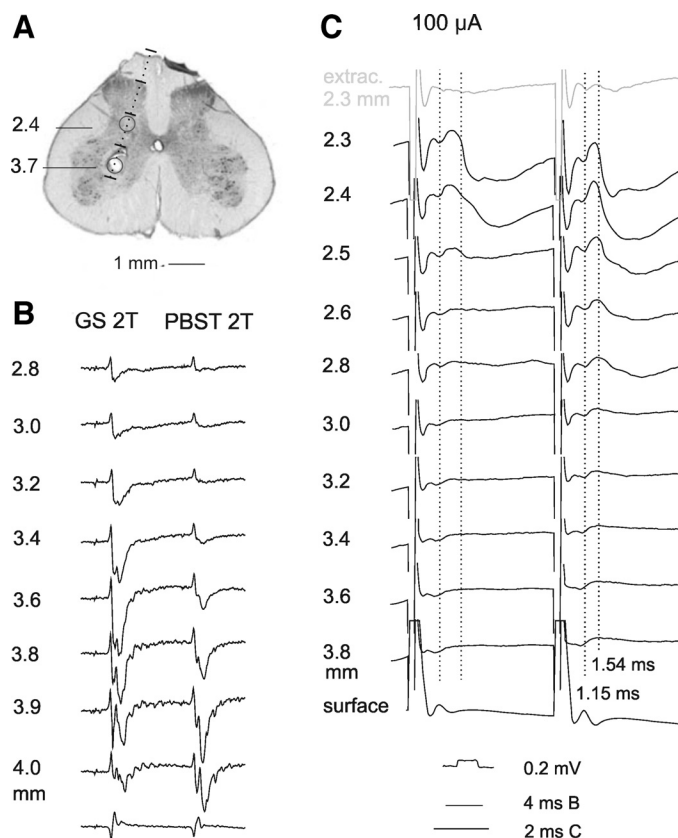 A
2.4
3.7
1 mm
B
GS 2T PBST 2T
2.8
3.0
3.2
3.4
3.6
3.8
3.9
4.0
mm
C
100 µA
extrac.
2.3 mm
2.3
2.4
2.5
2.6
2.8
3.0
3.2
3.4
3.6
3.8
mm
surface
1.54 ms
1.15 ms
0.2 mV
4 ms B
2 ms C